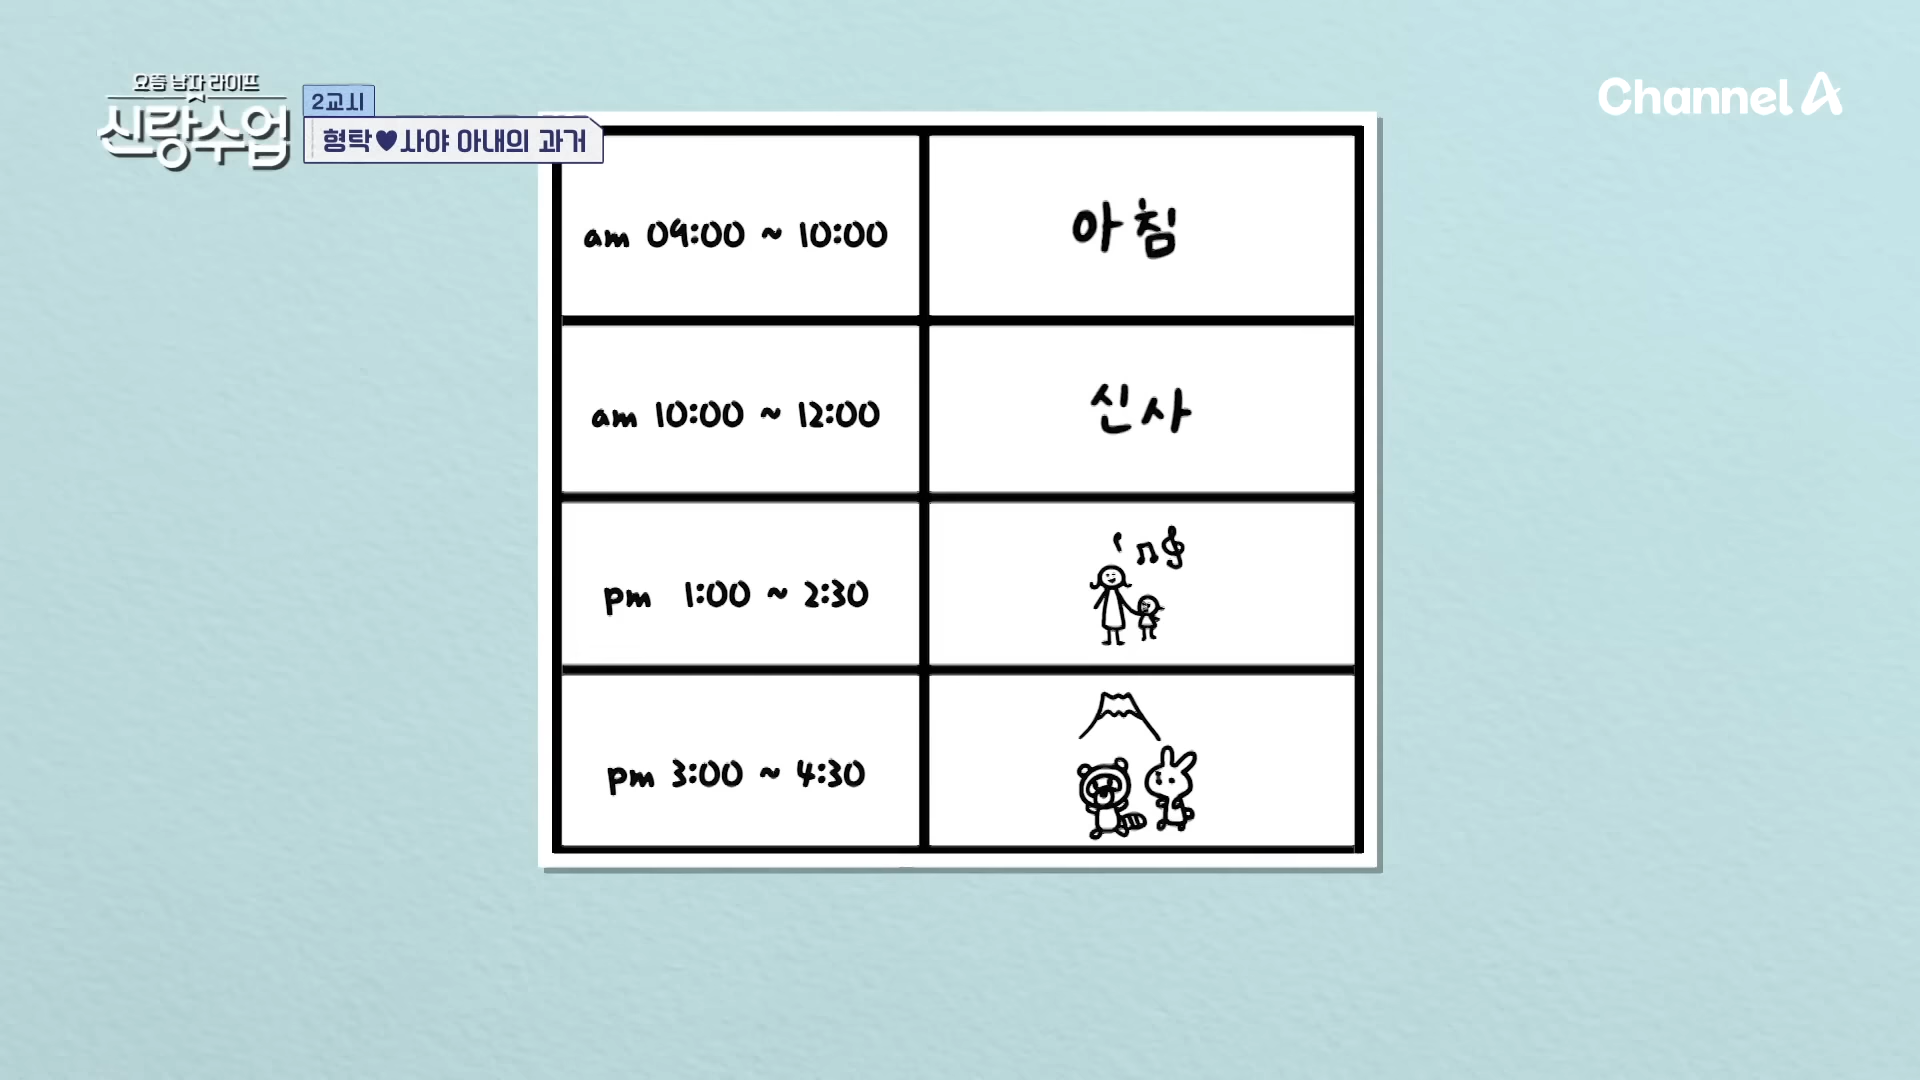 요즘 남자 라이프
신랑수업
2교시
형탁♥사야 아내의 과거
Channel A
am 09:00 ~ 10:00
아침
am 10:00 ~ 12:00
신사
pm 1:00 ~ 2:30
pm 3:00 ~ 4:30